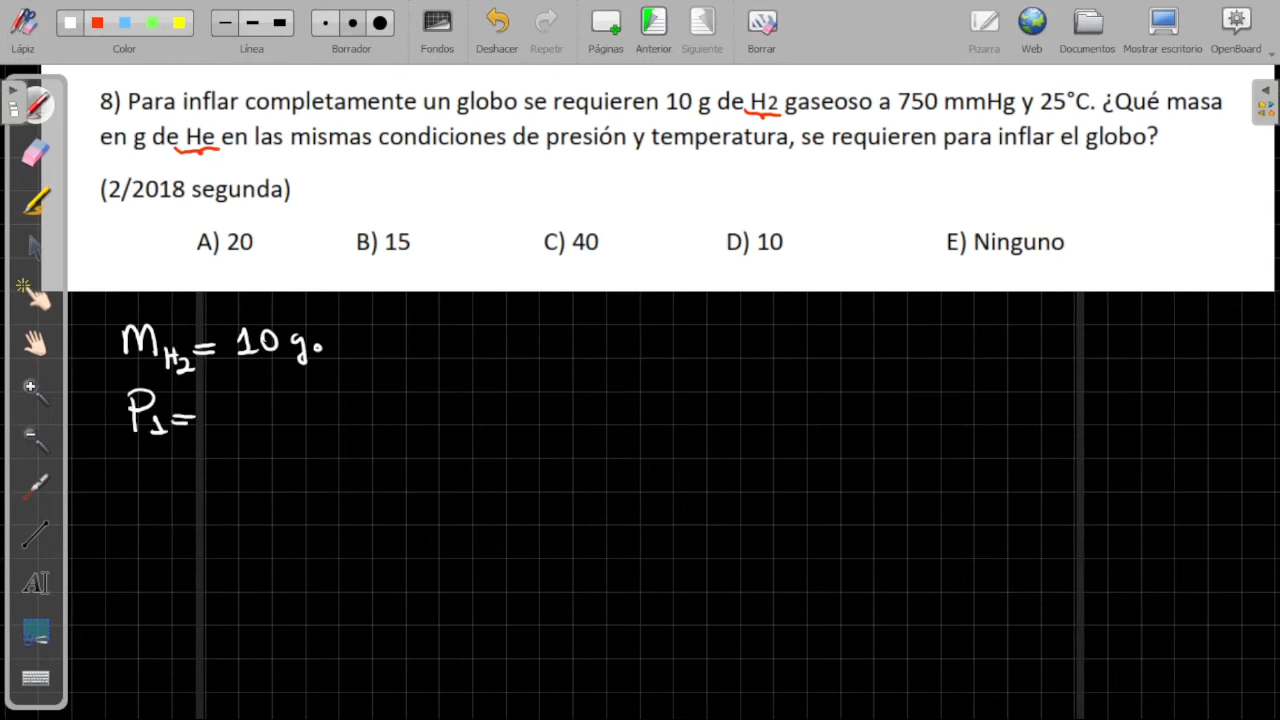 Lápiz Color Línea Borrador Fondos Deshacer Repetir Páginas Anterior Siguiente Borrar Pizarra Web Documentos Mostrar escritorio OpenBoard
8) Para inflar completamente un globo se requieren 10 g de H2 gaseoso a 750 mmHg y 25°C. ¿Qué masa
en g de He en las mismas condiciones de presión y temperatura, se requieren para inflar el globo?
(2/2018 segunda)
A) 20 B) 15 C) 40 D) 10 E) Ninguno
m_H2 = 10 g.
P1 =
AI